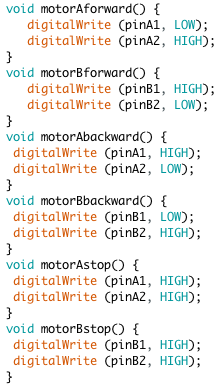 void motorAforward() {
   digitalWrite (pinA1, LOW);
   digitalWrite (pinA2, HIGH);
}
void motorBforward() {
   digitalWrite (pinB1, HIGH);
   digitalWrite (pinB2, LOW);
}
void motorAbackward() {
 digitalWrite (pinA1, HIGH);
 digitalWrite (pinA2, LOW);
}
void motorBbackward() {
 digitalWrite (pinB1, LOW);
 digitalWrite (pinB2, HIGH);
}
void motorAstop() {
 digitalWrite (pinA1, HIGH);
 digitalWrite (pinA2, HIGH);
}
void motorBstop() {
 digitalWrite (pinB1, HIGH);
 digitalWrite (pinB2, HIGH);
}